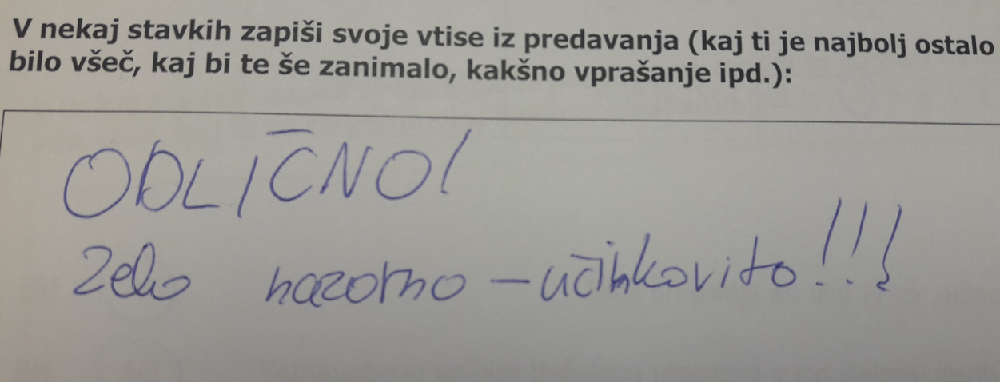 V nekaj stavkih zapiši svoje vtise iz predavanja (kaj ti je najbolj ostalo
bilo všeč, kaj bi te še zanimalo, kakšno vprašanje ipd.):
ODLIČNO!
Zelo nazorno – učinkovito!!!